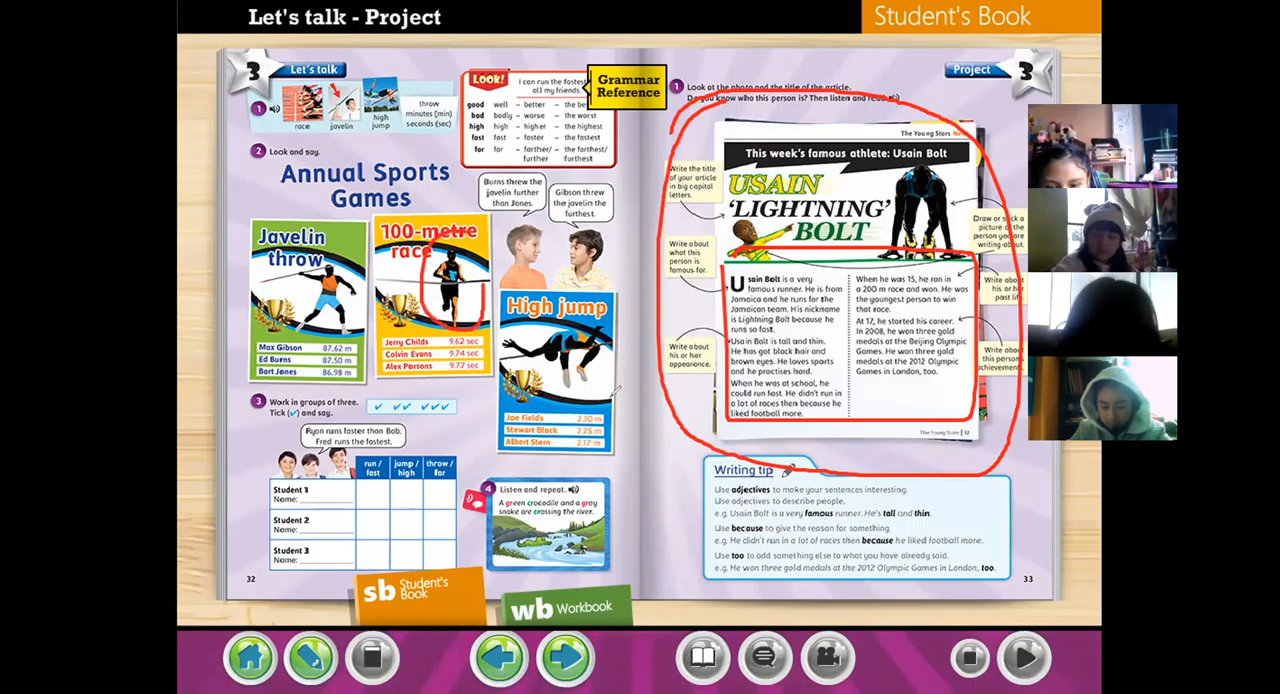 Let's talk - Project
Student's Book
3
Let's talk
1
race
javelin
high
jump
throw
minutes (min)
seconds (sec)
LOOK!
I can run the fastest
all my friends.
good well - better - the
bad badly - worse - the worst
high high - higher - the highest
fast fast - faster - the fastest
far far - farther/ - the farthest/
further furthest
Grammar
Reference
2 Look and say.
Annual Sports
Games
Burns threw the
javelin further
than Jones.
Gibson threw
the javelin the
furthest.
Javelin
throw
Max Gibson 87.62 m
Ed Burns 87.50 m
Bart Jones 86.98 m
100-metre
race
Jerry Childs 9.62 sec
Calvin Evans 9.74 sec
Alex Parsons 9.72 sec
High jump
Joe Fields 2.30 m
Stewart Black 2.25 m
Albert Stern 2.17 m
3 Work in groups of three.
Tick (✓) and say.
✓ ✓✓ ✓✓✓
Ryan runs faster than Bob.
Fred runs the fastest.
run /
fast
jump /
high
throw /
far
Student 1
Name:
Student 2
Name:
Student 3
Name:
4 Listen and repeat.
A green crocodile and a grey
snake are crossing the river.
32
sb Student's
Book
wb Workbook
Project
3
1 Look at the photo and the title of the article.
Do you know who this person is? Then listen and read.
The Young Stars
This week's famous athlete: Usain Bolt
USAIN
'LIGHTNING'
BOLT
Write the title
of your article
in big capital
letters.
Write about
what this
person is
famous for.
Write about
his or her
appearance.
Draw or stick a
picture of the
person you are
writing about.
Write about
his or her
past life.
Write about
this person's
achievements.
Usain Bolt is a very
famous runner. He is from
Jamaica and he runs for the
Jamaican team. His nickname
is Lightning Bolt because he
runs so fast.
Usain Bolt is tall and thin.
He has got black hair and
brown eyes. He loves sports
and he practises hard.
When he was at school, he
could run fast. He didn't run in
a lot of races then because he
liked football more.
When he was 15, he ran in
a 200 m race and won. He was
the youngest person to win
that race.
At 17, he started his career.
In 2008, he won three gold
medals at the Beijing Olympic
Games. He won three gold
medals at the 2012 Olympic
Games in London, too.
The Young Stars | 12
Writing tip
Use adjectives to make your sentences interesting.
Use adjectives to describe people.
e.g. Usain Bolt is a very famous runner. He's tall and thin.
Use because to give the reason for something.
e.g. He didn't run in a lot of races then because he liked football more.
Use too to add something else to what you have already said.
e.g. He won three gold medals at the 2012 Olympic Games in London, too.
33